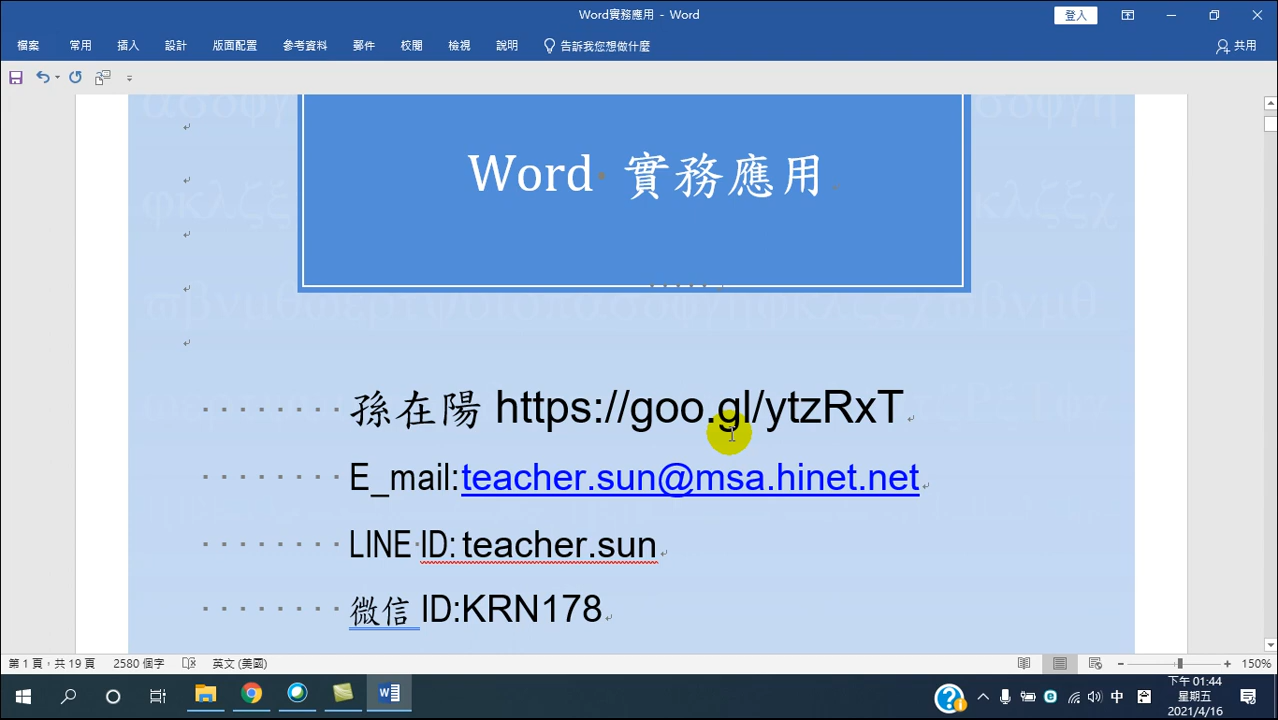 Word實務應用 - Word
登入
檔案 常用 插入 設計 版面配置 參考資料 郵件 校閱 檢視 說明 告訴我您想做什麼 共用
Word 實務應用
孫在陽 https://goo.gl/ytzRxT
E_mail:teacher.sun@msa.hinet.net
LINE ID: teacher.sun
微信 ID:KRN178
第 1 頁，共 19 頁 2580 個字 英文 (美國) 150%
下午 01:44
中 星期五
2021/4/16